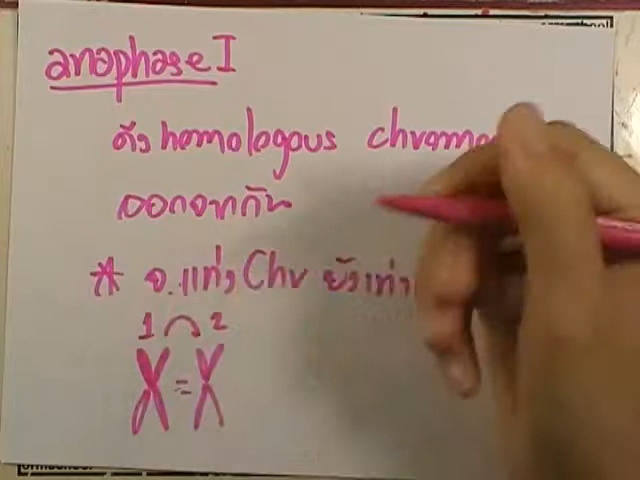 anaphase I
ดึง homologous
ออกจากกัน
* จ.แท่ง Chr ยังเท่า
1 2
=